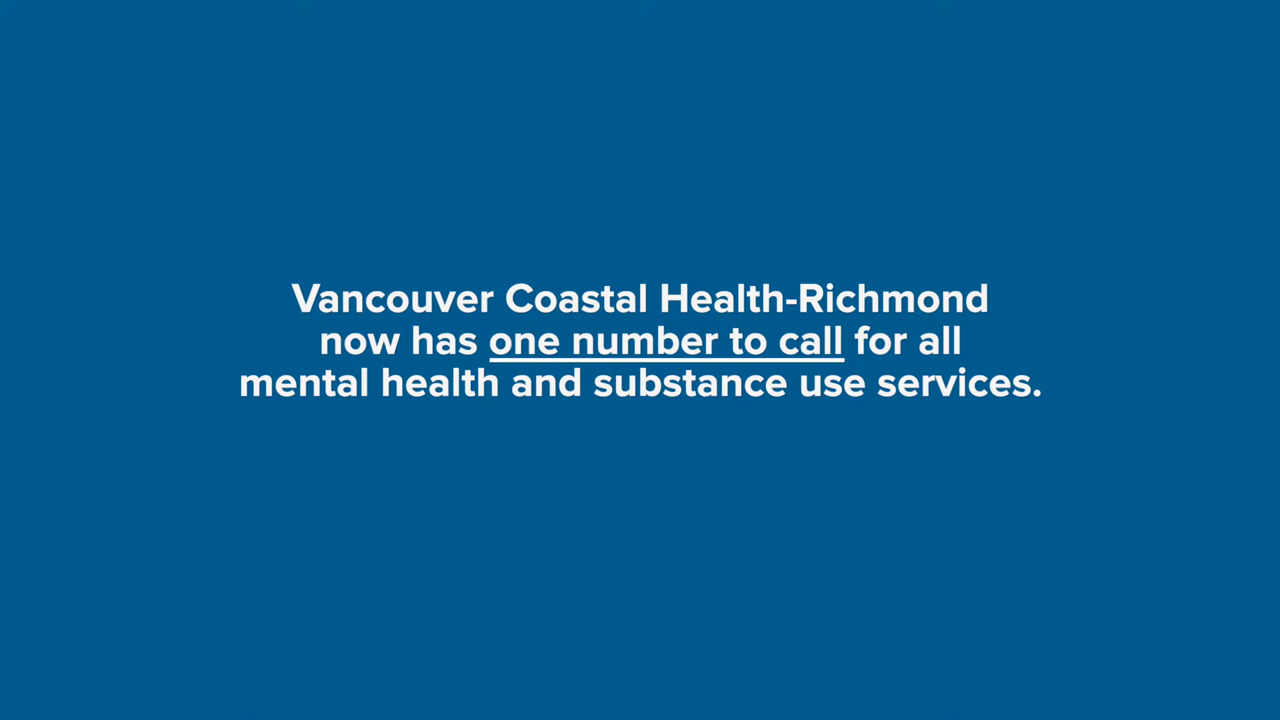 Vancouver Coastal Health-Richmond
now has one number to call for all
mental health and substance use services.